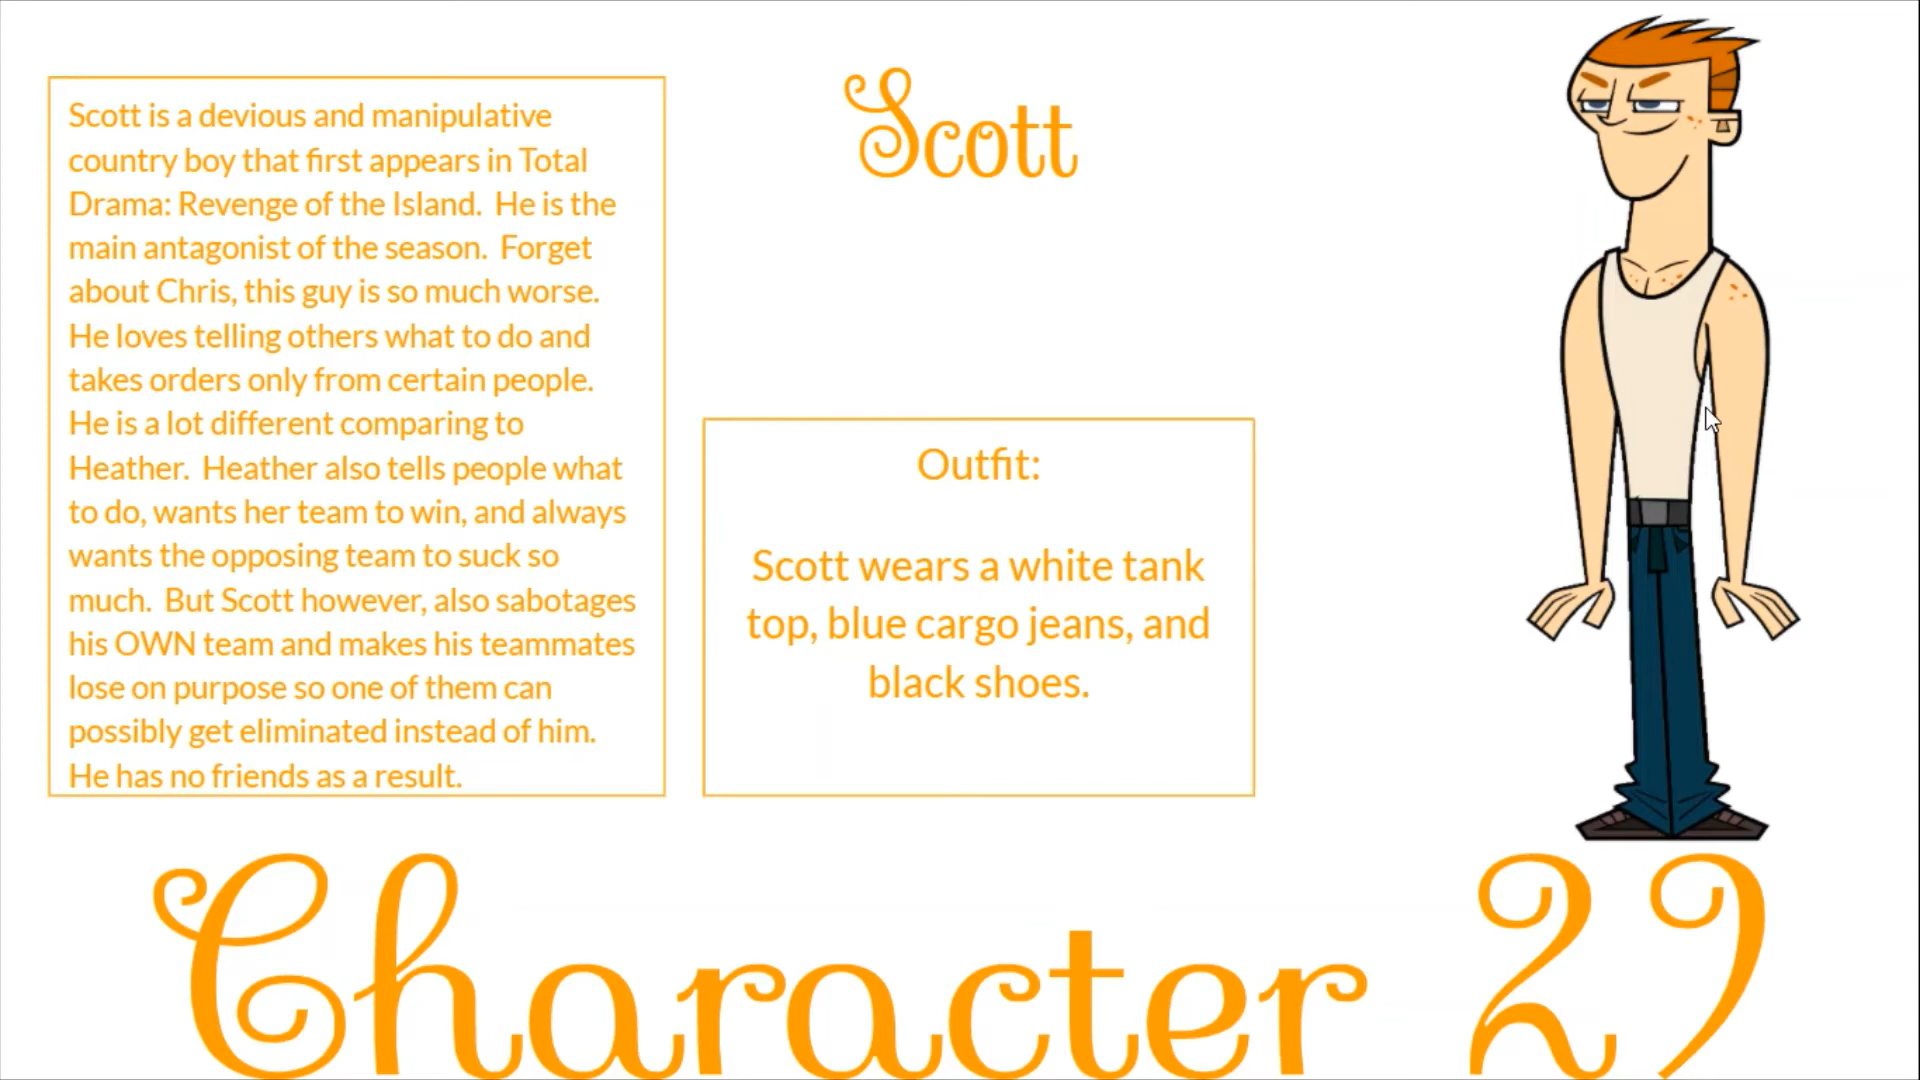 Scott
Scott is a devious and manipulative
country boy that first appears in Total
Drama: Revenge of the Island.  He is the
main antagonist of the season.  Forget
about Chris, this guy is so much worse.
He loves telling others what to do and
takes orders only from certain people.
He is a lot different comparing to
Heather.  Heather also tells people what
to do, wants her team to win, and always
wants the opposing team to suck so
much.  But Scott however, also sabotages
his OWN team and makes his teammates
lose on purpose so one of them can
possibly get eliminated instead of him.
He has no friends as a result.
Outfit:
Scott wears a white tank
top, blue cargo jeans, and
black shoes.
Character 29